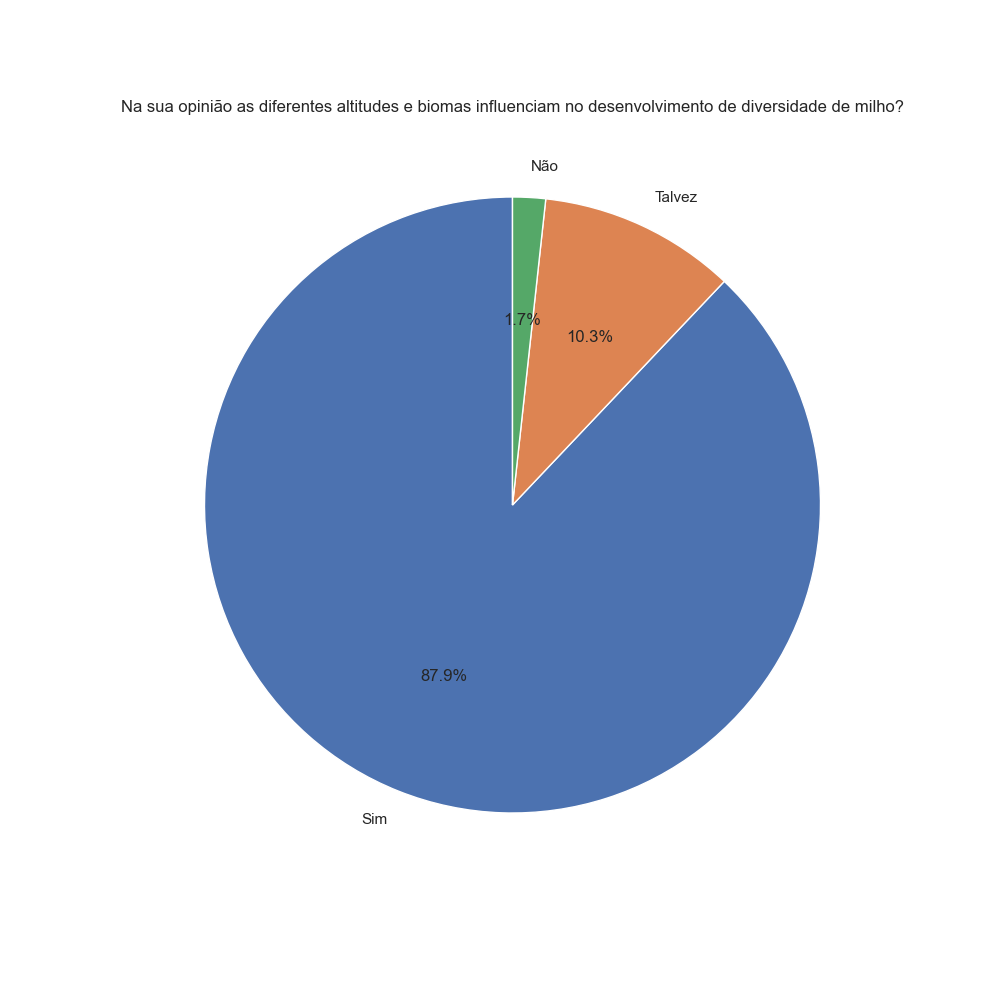 Na sua opinião as diferentes altitudes e biomas influenciam no desenvolvimento de diversidade de milho?
Não
Talvez
1.7%
10.3%
87.9%
Sim